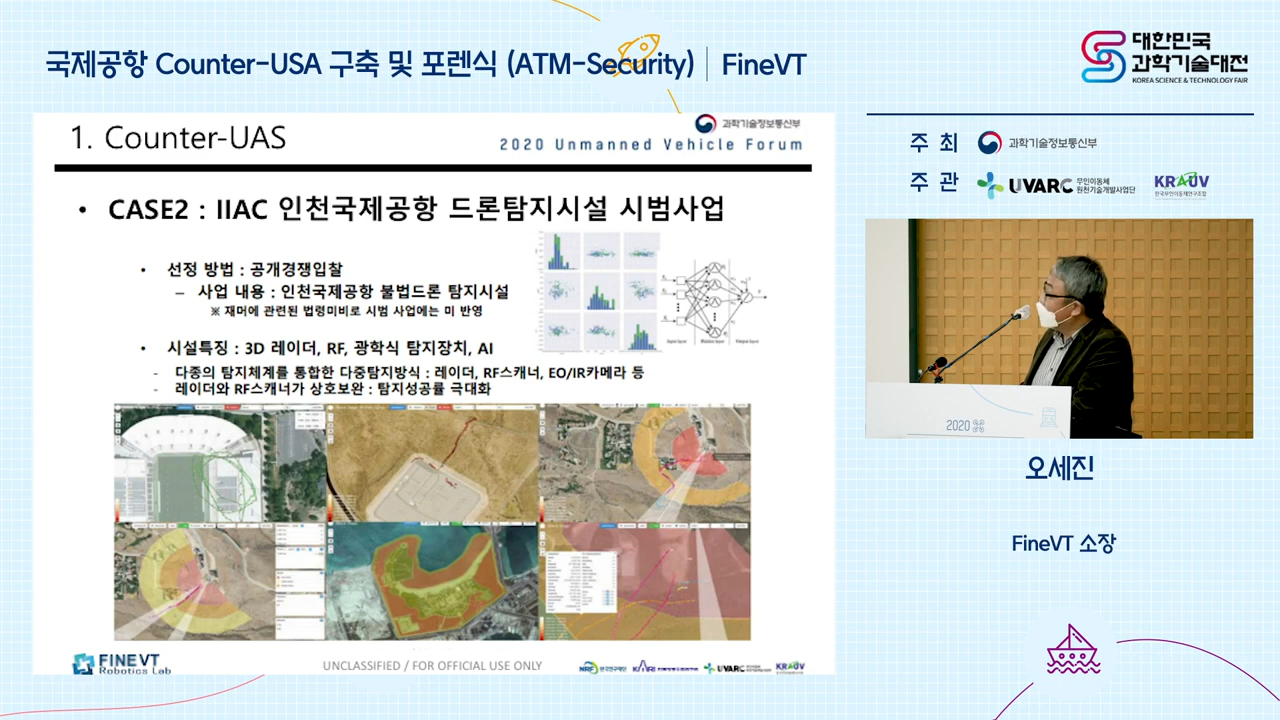 국제공항 Counter-USA 구축 및 포렌식 (ATM-Security) | FineVT
대한민국
과학기술대전
KOREA SCIENCE & TECHNOLOGY FAIR
1. Counter-UAS
과학기술정보통신부
2020 Unmanned Vehicle Forum
• CASE2 : IIAC 인천국제공항 드론탐지시설 시범사업
• 선정 방법 : 공개경쟁입찰
– 사업 내용 : 인천국제공항 불법드론 탐지시설
※ 재머에 관련된 법령미비로 시범 사업에는 미 반영
• 시설특징 : 3D 레이더, RF, 광학식 탐지장치, AI
- 다종의 탐지체계를 통합한 다중탐지방식 : 레이더, RF스캐너, EO/IR카메라 등
- 레이더와 RF스캐너가 상호보완 : 탐지성공률 극대화
FINEVT
Robotics Lab
UNCLASSIFIED / FOR OFFICIAL USE ONLY
NRF 한국연구재단
KARI
UVARC
KRAUV
주 최 과학기술정보통신부
주 관 UVARC 무인이동체 원천기술개발사업단 KRAUV 한국무인이동체연구조합
2020
오세진
FineVT 소장